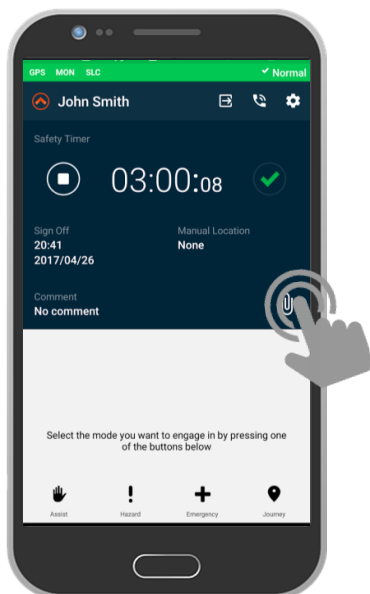 GPS MON SLC Normal
John Smith
Safety Timer
03:00:08
Sign Off Manual Location
20:41 None
2017/04/26
Comment
No comment
Select the mode you want to engage in by pressing one
of the buttons below
Assist Hazard Emergency Journey